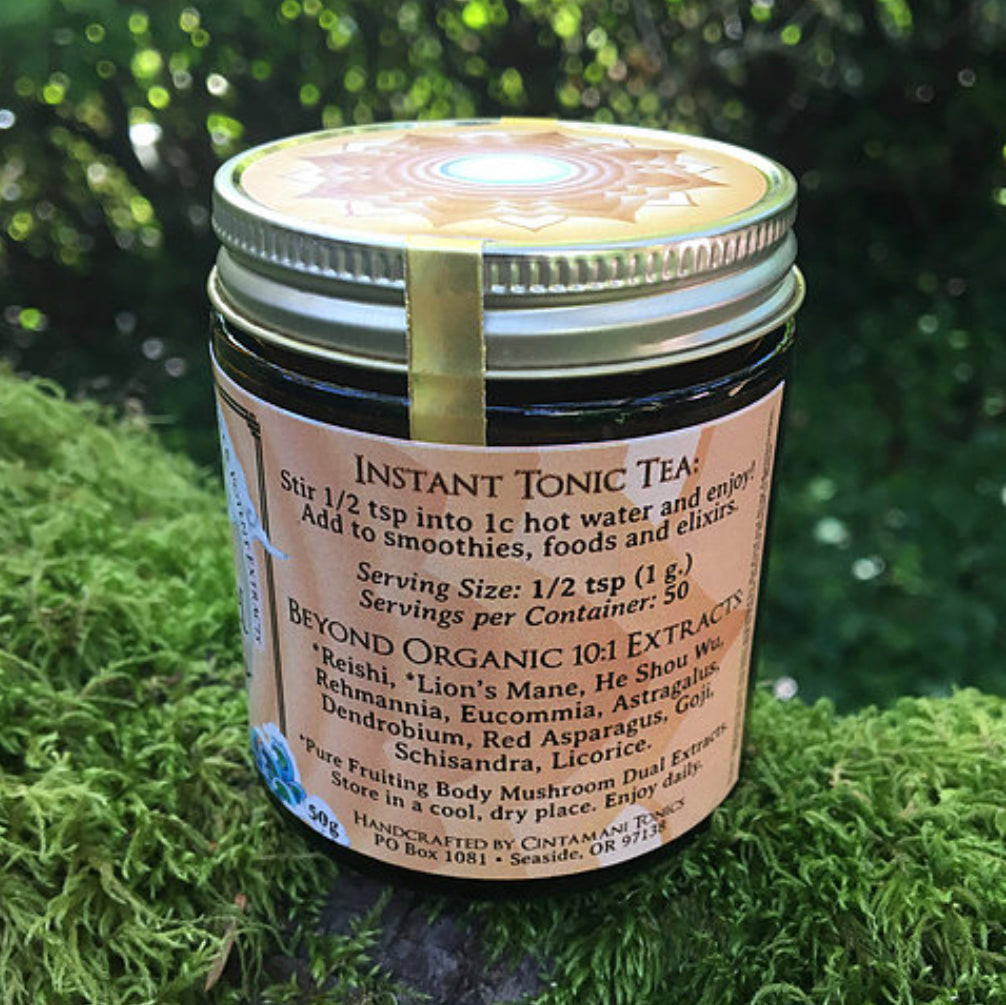 INSTANT TONIC TEA:
Stir 1/2 tsp into 1c hot water and enjoy!
Add to smoothies, foods and elixirs.
Serving Size: 1/2 tsp (1 g.)
Servings per Container: 50
BEYOND ORGANIC 10:1 EXTRACTS
*Reishi, *Lion's Mane, He Shou Wu,
Rehmannia, Eucommia, Astragalus,
Dendrobium, Red Asparagus, Goji,
Schisandra, Licorice.
*Pure Fruiting Body Mushroom Dual Extracts.
Store in a cool, dry place. Enjoy daily.
HANDCRAFTED BY CINTAMANI TONICS
PO Box 1081 • Seaside, OR 97138
50g
EXTRACTS